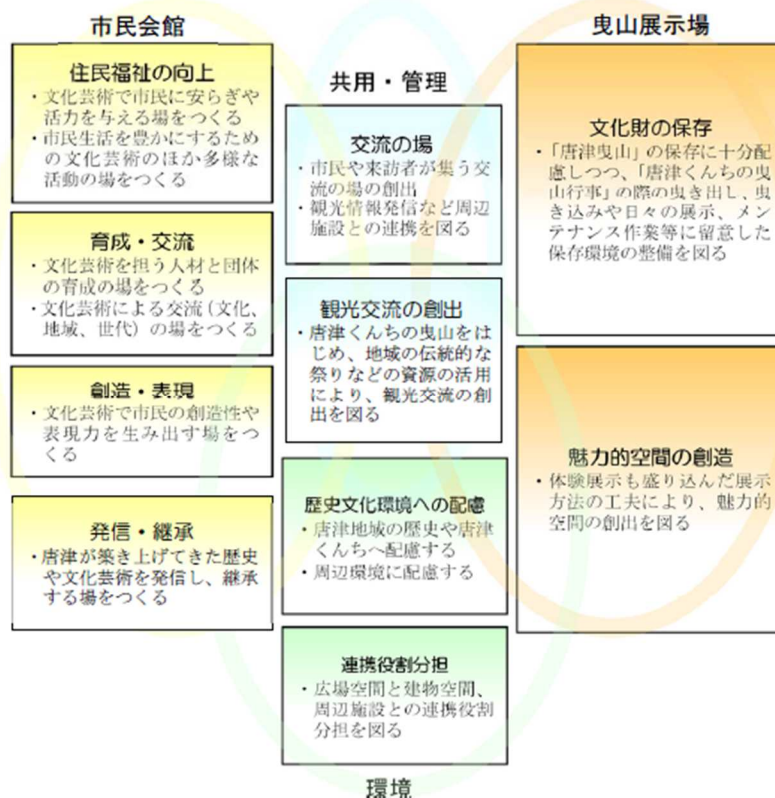 市民会館
住民福祉の向上
・文化芸術で市民に安らぎや
活力を与える場をつくる
・市民生活を豊かにするため
の文化芸術のほか多様な
活動の場をつくる
育成・交流
・文化芸術を担う人材と団体
の育成の場をつくる
・文化芸術による交流(文化、
地域、世代)の場をつくる
創造・表現
・文化芸術で市民の創造性や
表現力を生み出す場をつ
くる
発信・継承
・唐津が築き上げてきた歴史
や文化芸術を発信し、継承
する場をつくる
共用・管理
交流の場
・市民や来訪者が集う交
流の場の創出
・観光情報発信など周辺
施設との連携を図る
観光交流の創出
・唐津くんちの曳山をは
じめ、地域の伝統的な
祭りなどの資源の活用
により、観光交流の創
出を図る
歴史文化環境への配慮
・唐津地域の歴史や唐津
くんちへ配慮する
・周辺環境に配慮する
連携役割分担
・広場空間と建物空間、
周辺施設との連携役割
分担を図る
環境
曳山展示場
文化財の保存
・「唐津曳山」の保存に十分配
慮しつつ、「唐津くんちの曳
山行事」の際の曳き出し、曳
き込みや日々の展示、メン
テナンス作業等に留意した
保存環境の整備を図る
魅力的空間の創造
・体験展示も盛り込んだ展示
方法の工夫により、魅力的
空間の創出を図る